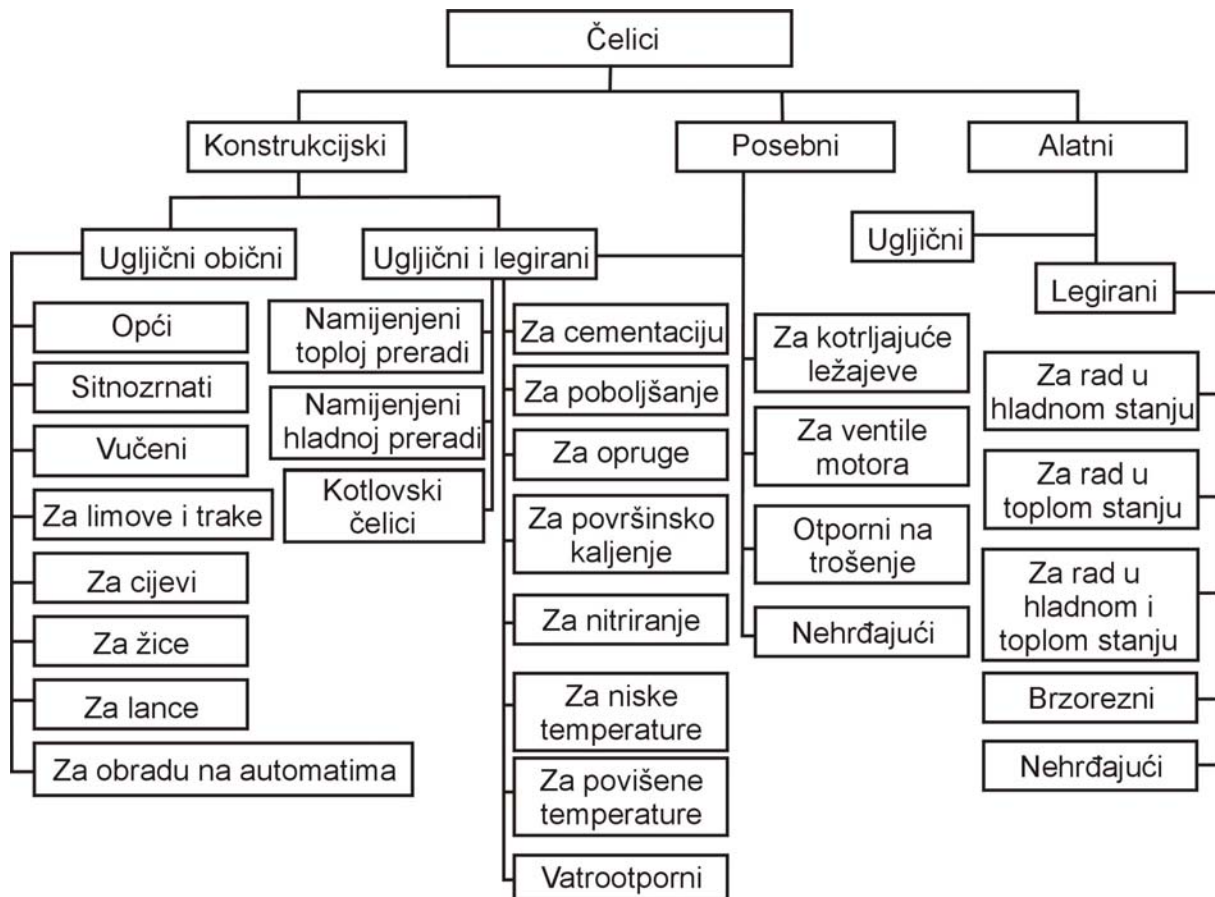 Čelici
Konstrukcijski
Posebni
Alatni
Ugljični obični
Ugljični i legirani
Ugljični
Legirani
Opći
Sitnozrnati
Vučeni
Za limove i trake
Za cijevi
Za žice
Za lance
Za obradu na automatima
Namijenjeni
toploj preradi
Namijenjeni
hladnoj preradi
Kotlovski
čelici
Za cementaciju
Za poboljšanje
Za opruge
Za površinsko
kaljenje
Za nitriranje
Za niske
temperature
Za povišene
temperature
Vatrootporni
Za kotrljajuće
ležajeve
Za ventile
motora
Otporni na
trošenje
Nehrđajući
Za rad u
hladnom stanju
Za rad u
toplom stanju
Za rad u
hladnom i
toplom stanju
Brzorezni
Nehrđajući